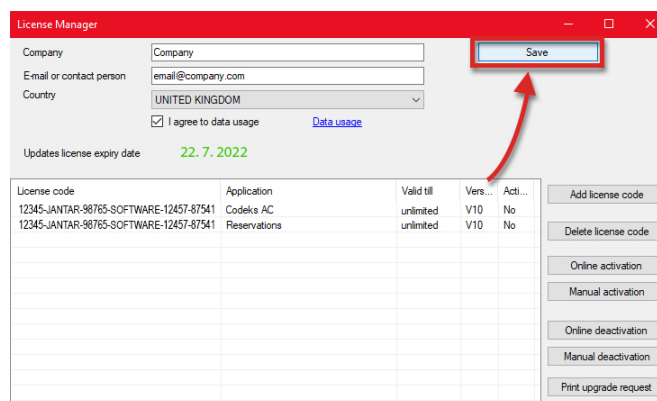 License Manager
Company Company Save
E-mail or contact person email@company.com
Country UNITED KINGDOM
I agree to data usage Data usage
Updates license expiry date 22. 7. 2022
License code Application Valid till Vers... Acti...
12345-JANTAR-98765-SOFTWARE-12457-87541 Codeks AC unlimited V10 No
12345-JANTAR-98765-SOFTWARE-12457-87541 Reservations unlimited V10 No
Add license code
Delete license code
Online activation
Manual activation
Online deactivation
Manual deactivation
Print upgrade request